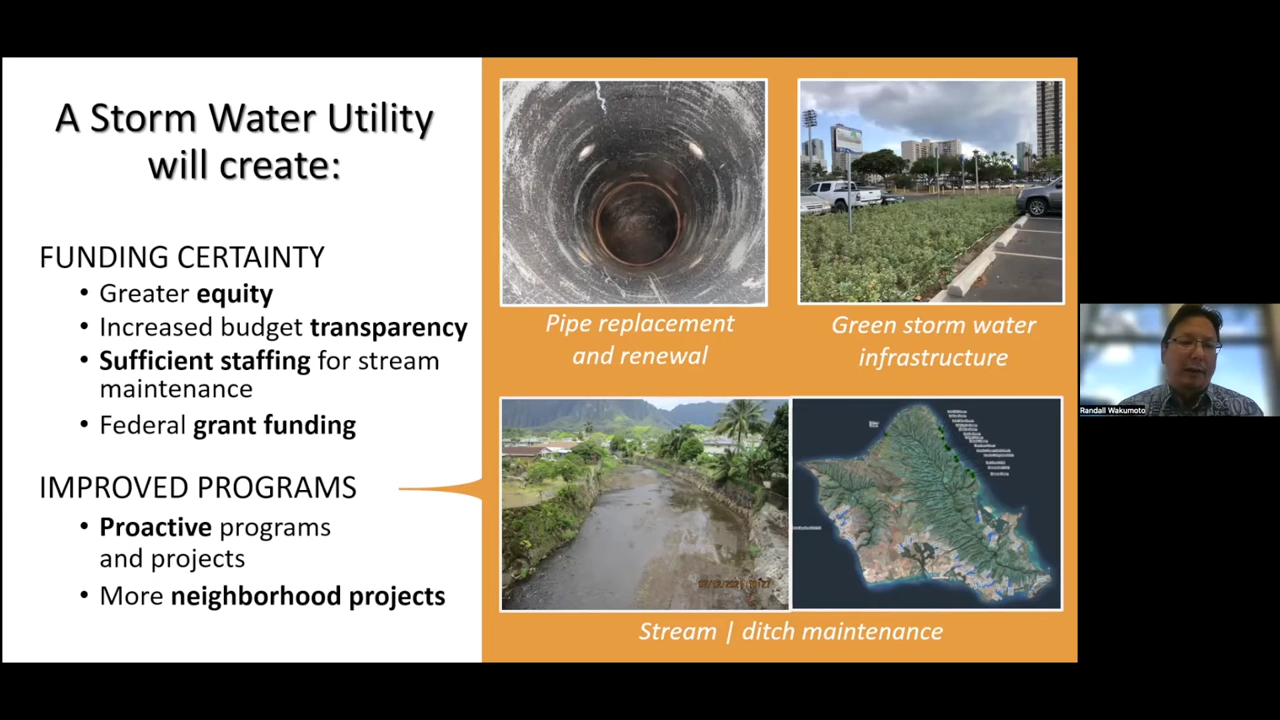 A Storm Water Utility
will create:
FUNDING CERTAINTY
• Greater equity
• Increased budget transparency
• Sufficient staffing for stream
maintenance
• Federal grant funding
IMPROVED PROGRAMS
• Proactive programs
and projects
• More neighborhood projects
Pipe replacement
and renewal
Green storm water
infrastructure
Stream | ditch maintenance
Randall Wakumoto